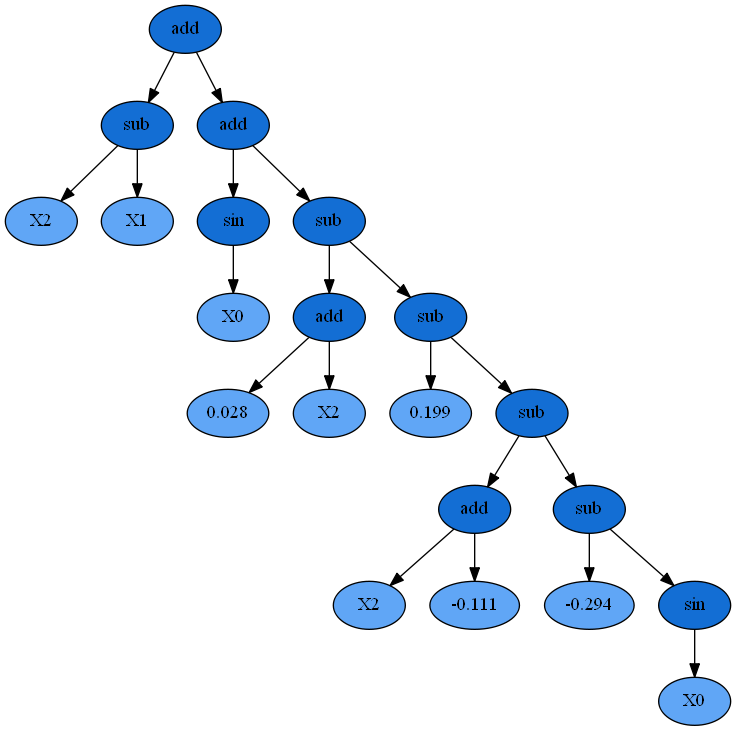 add
sub add
X2 X1 sin sub
X0 add sub
0.028 X2 0.199 sub
add sub
X2 -0.111 -0.294 sin
X0